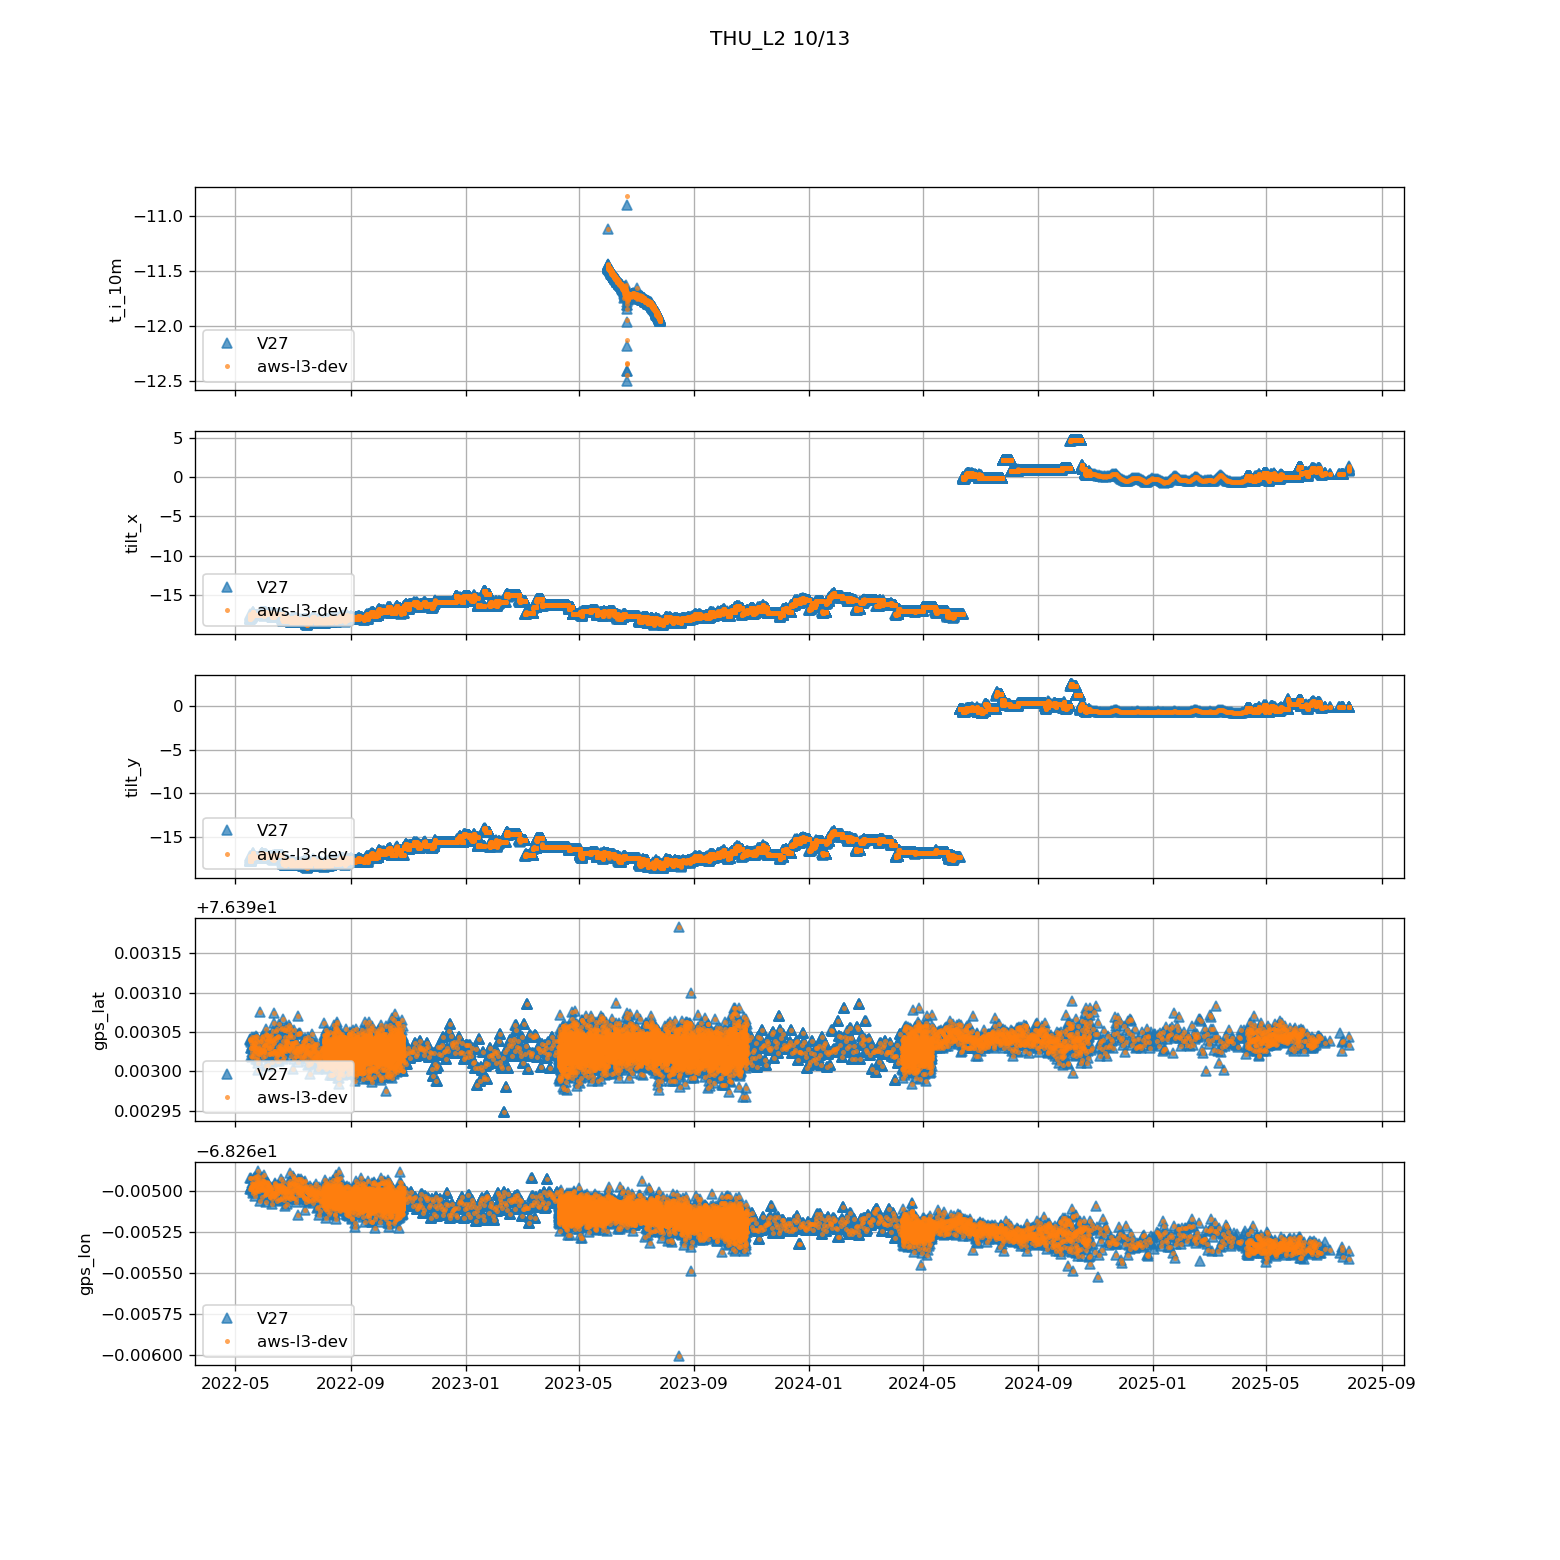 THU_L2 10/13
−11.0
−11.5
−12.0
−12.5
t_i_10m
V27
aws-l3-dev
5
0
−5
−10
−15
tilt_x
V27
aws-l3-dev
0
−5
−10
−15
tilt_y
V27
aws-l3-dev
+7.639e1
0.00315
0.00310
0.00305
0.00300
0.00295
gps_lat
V27
aws-l3-dev
−6.826e1
−0.00500
−0.00525
−0.00550
−0.00575
−0.00600
gps_lon
V27
aws-l3-dev
2022-05 2022-09 2023-01 2023-05 2023-09 2024-01 2024-05 2024-09 2025-01 2025-05 2025-09